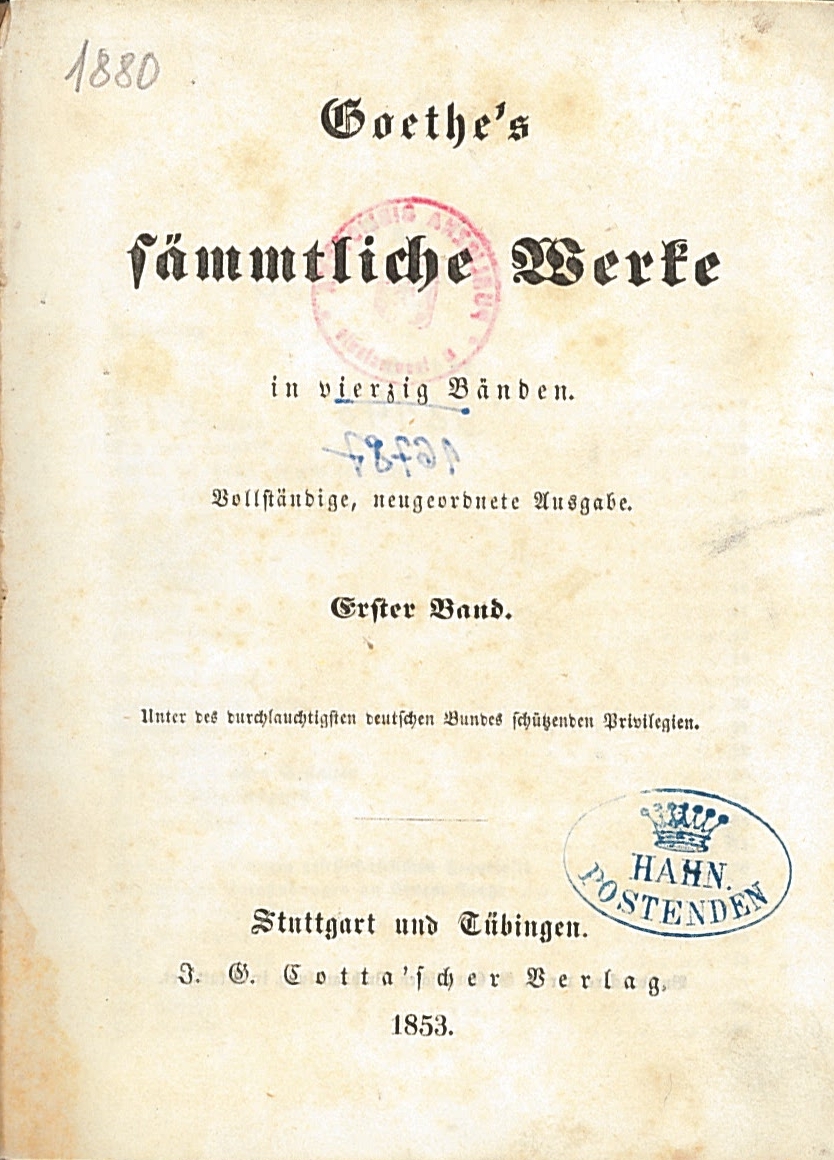 1880
Goethe's
sämmtliche Werke
in vierzig Bänden.
16787
Vollständige, neugeordnete Ausgabe.
Erster Band.
Unter des durchlauchtigsten deutschen Bundes schützenden Privilegien.
HAHN.
POSTENDEN
Stuttgart und Tübingen.
J. G. Cotta'scher Verlag,
1853.